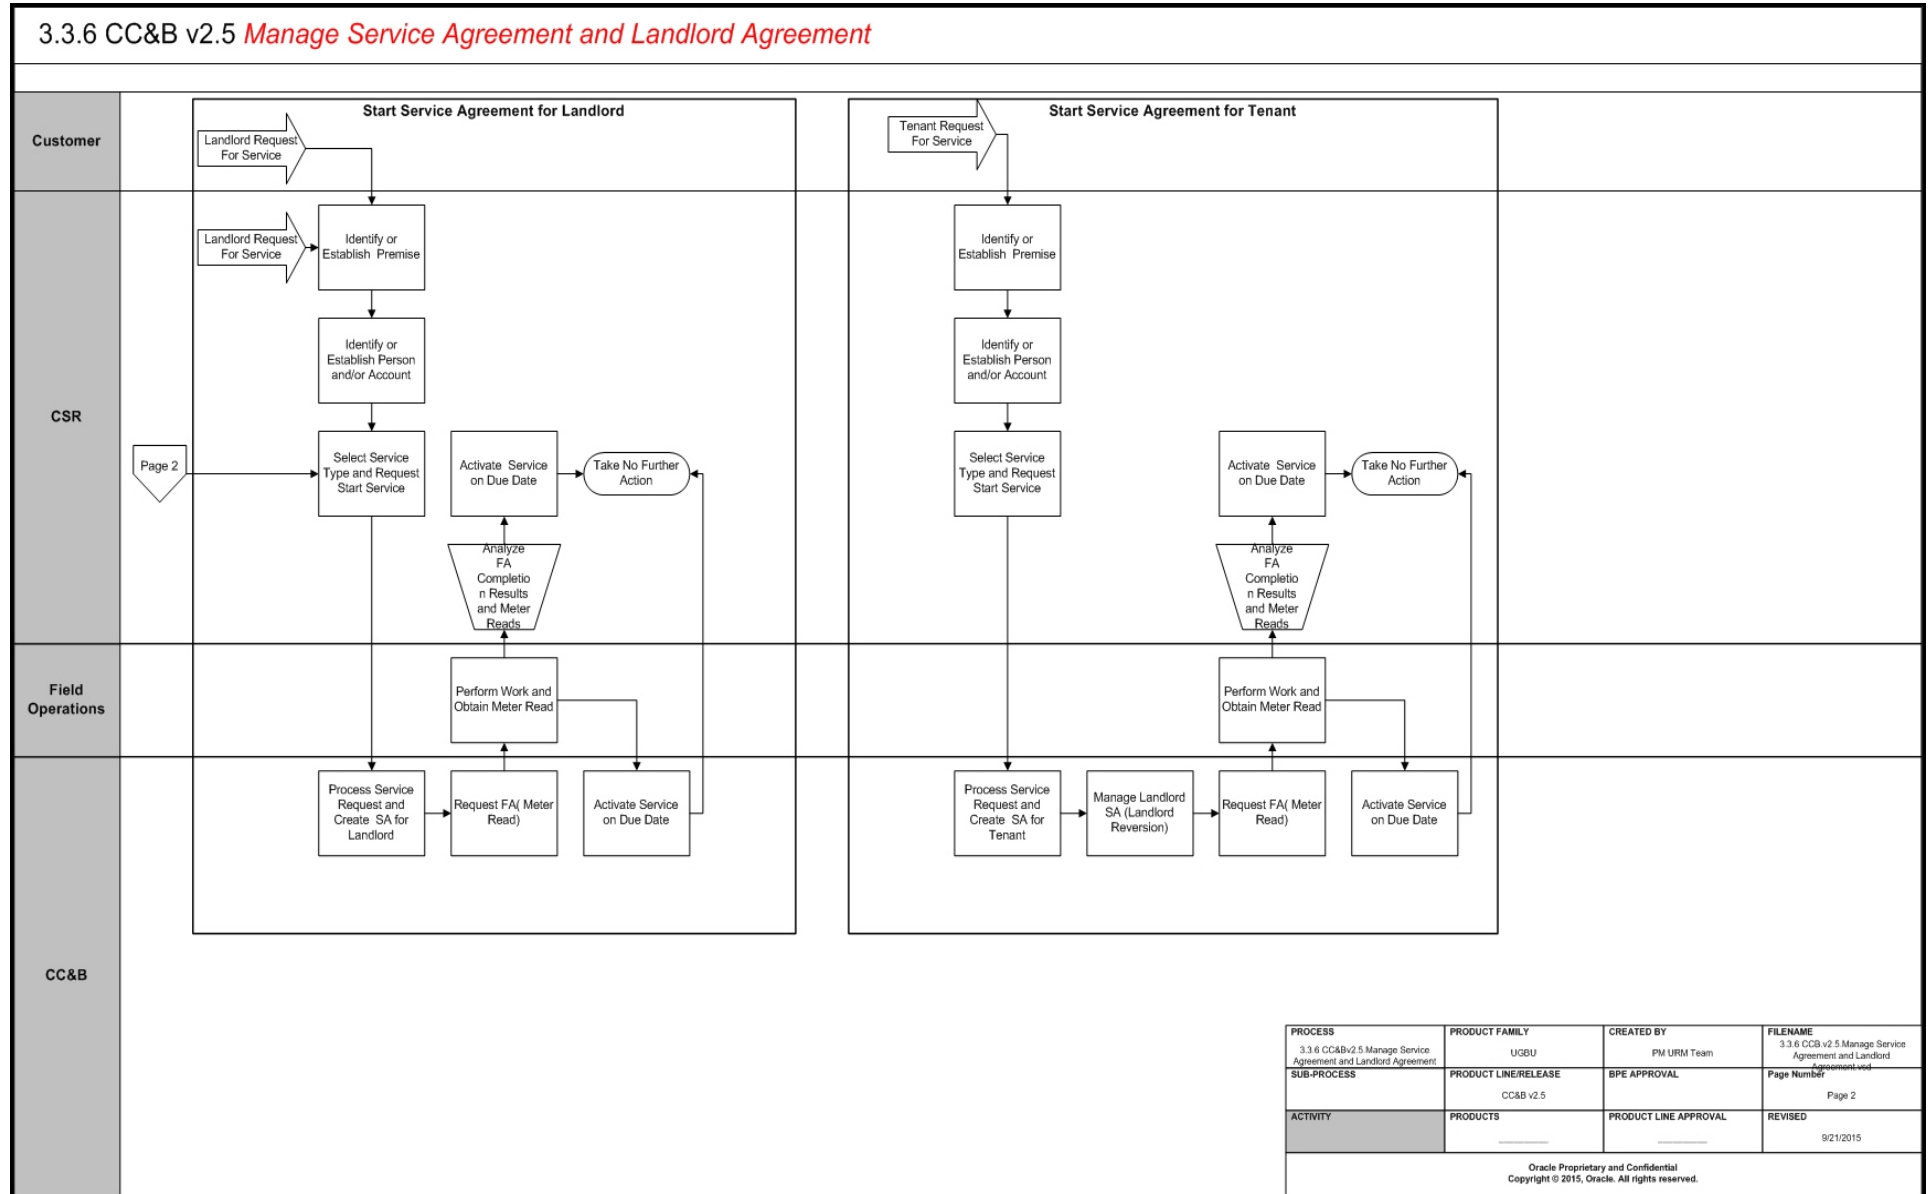 3.3.6 CC&B v2.5 Manage Service Agreement and Landlord Agreement
Customer
CSR
Field
Operations
CC&B
Start Service Agreement for Landlord
Landlord Request
For Service
Landlord Request
For Service
Identify or
Establish Premise
Identify or
Establish Person
and/or Account
Page 2
Select Service
Type and Request
Start Service
Activate Service
on Due Date
Take No Further
Action
Analyze
FA
Completio
n Results
and Meter
Reads
Perform Work and
Obtain Meter Read
Process Service
Request and
Create SA for
Landlord
Request FA( Meter
Read)
Activate Service
on Due Date
Start Service Agreement for Tenant
Tenant Request
For Service
Identify or
Establish Premise
Identify or
Establish Person
and/or Account
Select Service
Type and Request
Start Service
Activate Service
on Due Date
Take No Further
Action
Analyze
FA
Completio
n Results
and Meter
Reads
Perform Work and
Obtain Meter Read
Process Service
Request and
Create SA for
Tenant
Manage Landlord
SA (Landlord
Reversion)
Request FA( Meter
Read)
Activate Service
on Due Date
PROCESS
3.3.6 CC&Bv2.5.Manage Service
Agreement and Landlord Agreement
PRODUCT FAMILY
UGBU
CREATED BY
PM URM Team
FILENAME
3.3.6 CCB.v2.5.Manage Service
Agreement and Landlord
Agreement.vsd
SUB-PROCESS
PRODUCT LINE/RELEASE
CC&B v2.5
BPE APPROVAL
Page Number
Page 2
ACTIVITY
PRODUCTS
PRODUCT LINE APPROVAL
REVISED
9/21/2015
Oracle Proprietary and Confidential
Copyright © 2015, Oracle. All rights reserved.